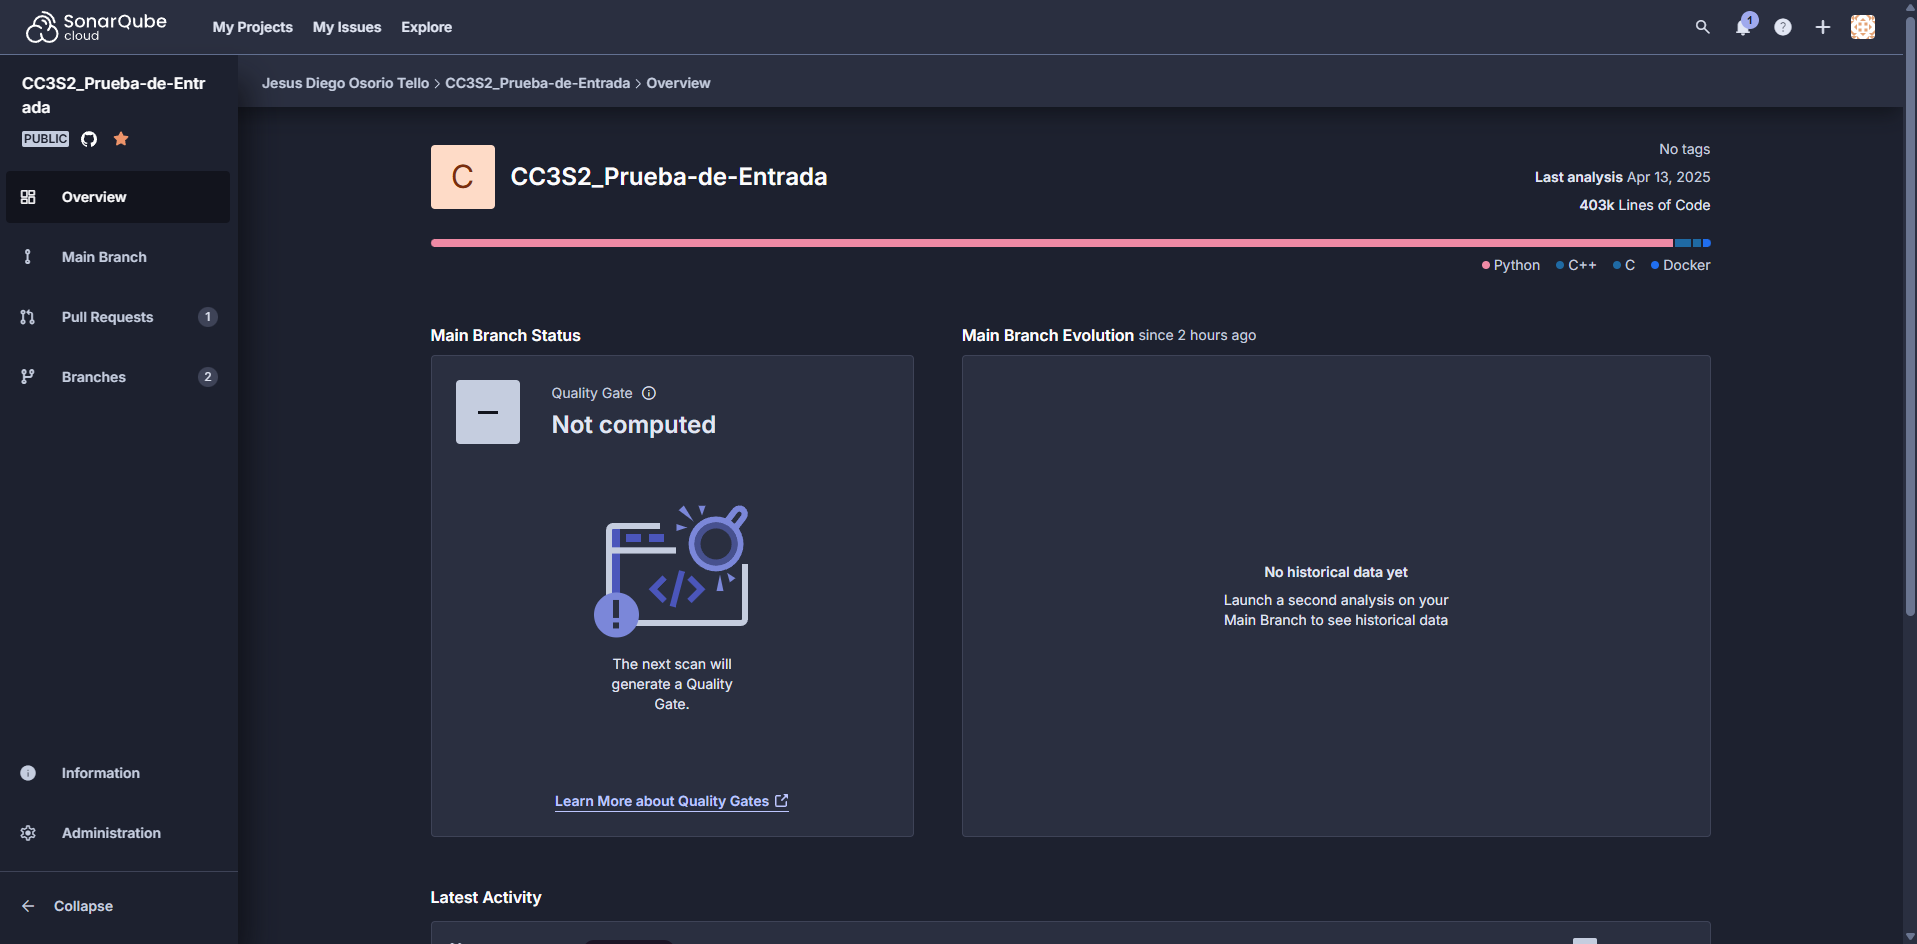 SonarQube
cloud
My Projects
My Issues
Explore
1
?
CC3S2_Prueba-de-Entr
ada
PUBLIC
Overview
Main Branch
Pull Requests 1
Branches 2
Information
Administration
Collapse
Jesus Diego Osorio Tello > CC3S2_Prueba-de-Entrada > Overview
C
CC3S2_Prueba-de-Entrada
No tags
Last analysis Apr 13, 2025
403k Lines of Code
Python C++ C Docker
Main Branch Status
Quality Gate
Not computed
The next scan will
generate a Quality
Gate.
Learn More about Quality Gates
Main Branch Evolution since 2 hours ago
No historical data yet
Launch a second analysis on your
Main Branch to see historical data
Latest Activity